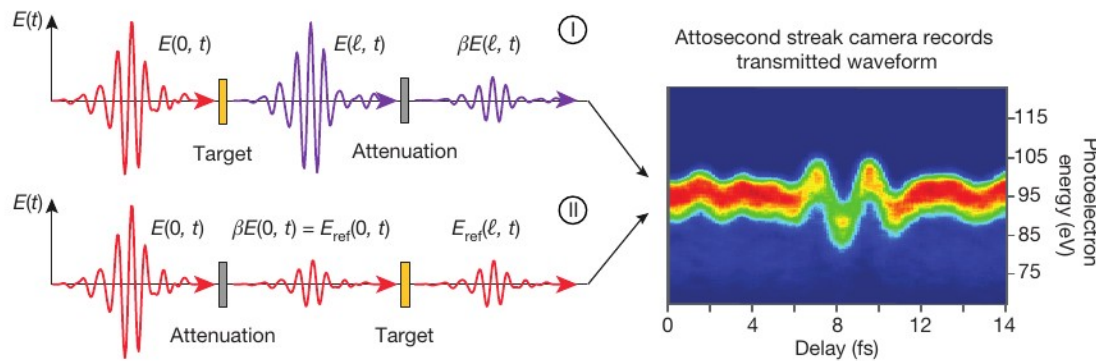 E(t)
E(0, t)
E(ℓ, t)
βE(ℓ, t)
I
Target
Attenuation
E(t)
E(0, t)
βE(0, t) = E_ref(0, t)
E_ref(ℓ, t)
II
Attenuation
Target
Attosecond streak camera records
transmitted waveform
115
105
95
85
75
Photoelectron
energy (eV)
0
4
8
12
14
Delay (fs)